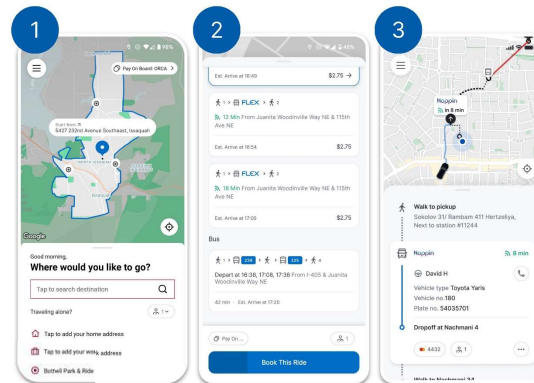 1
90%
Pay On Board: ORCA >
Start from
5427 232nd Avenue Southeast, Issaquah
NORTH ISSAQUAH
Google
Good morning,
Where would you like to go?
Tap to search destination
Traveling alone?
1
Tap to add your home address
Tap to add your work address
Bothell Park & Ride
2
Est. Arrive at 16:49
$2.75 →
1 > FLEX > 2
12 Min From Juanita Woodinville Way NE & 115th
Ave NE
Est. Arrive at 16:54
$2.75
1 > FLEX > 2
18 Min From Juanita Woodinville Way NE & 115th
Ave NE
Est. Arrive at 17:00
$2.75
Bus
Depart at 16:38, 17:08, 17:38 From I-405 & Juanita
Woodinville Way NE
42 min · Est. Arrive at 17:20
Pay On ...
1
Book This Ride
3
Noppin
in 8 min
Walk to pickup
Sokolov 31/ Rambam 411 Hertzeliya,
Next to station #11244
Noppin
8 min
David H
Vehicle type Toyota Yaris
Vehicle no.180
Plate no. 54035701
Dropoff at Nachmani 4
4432
1
Walk to Nachmani 34